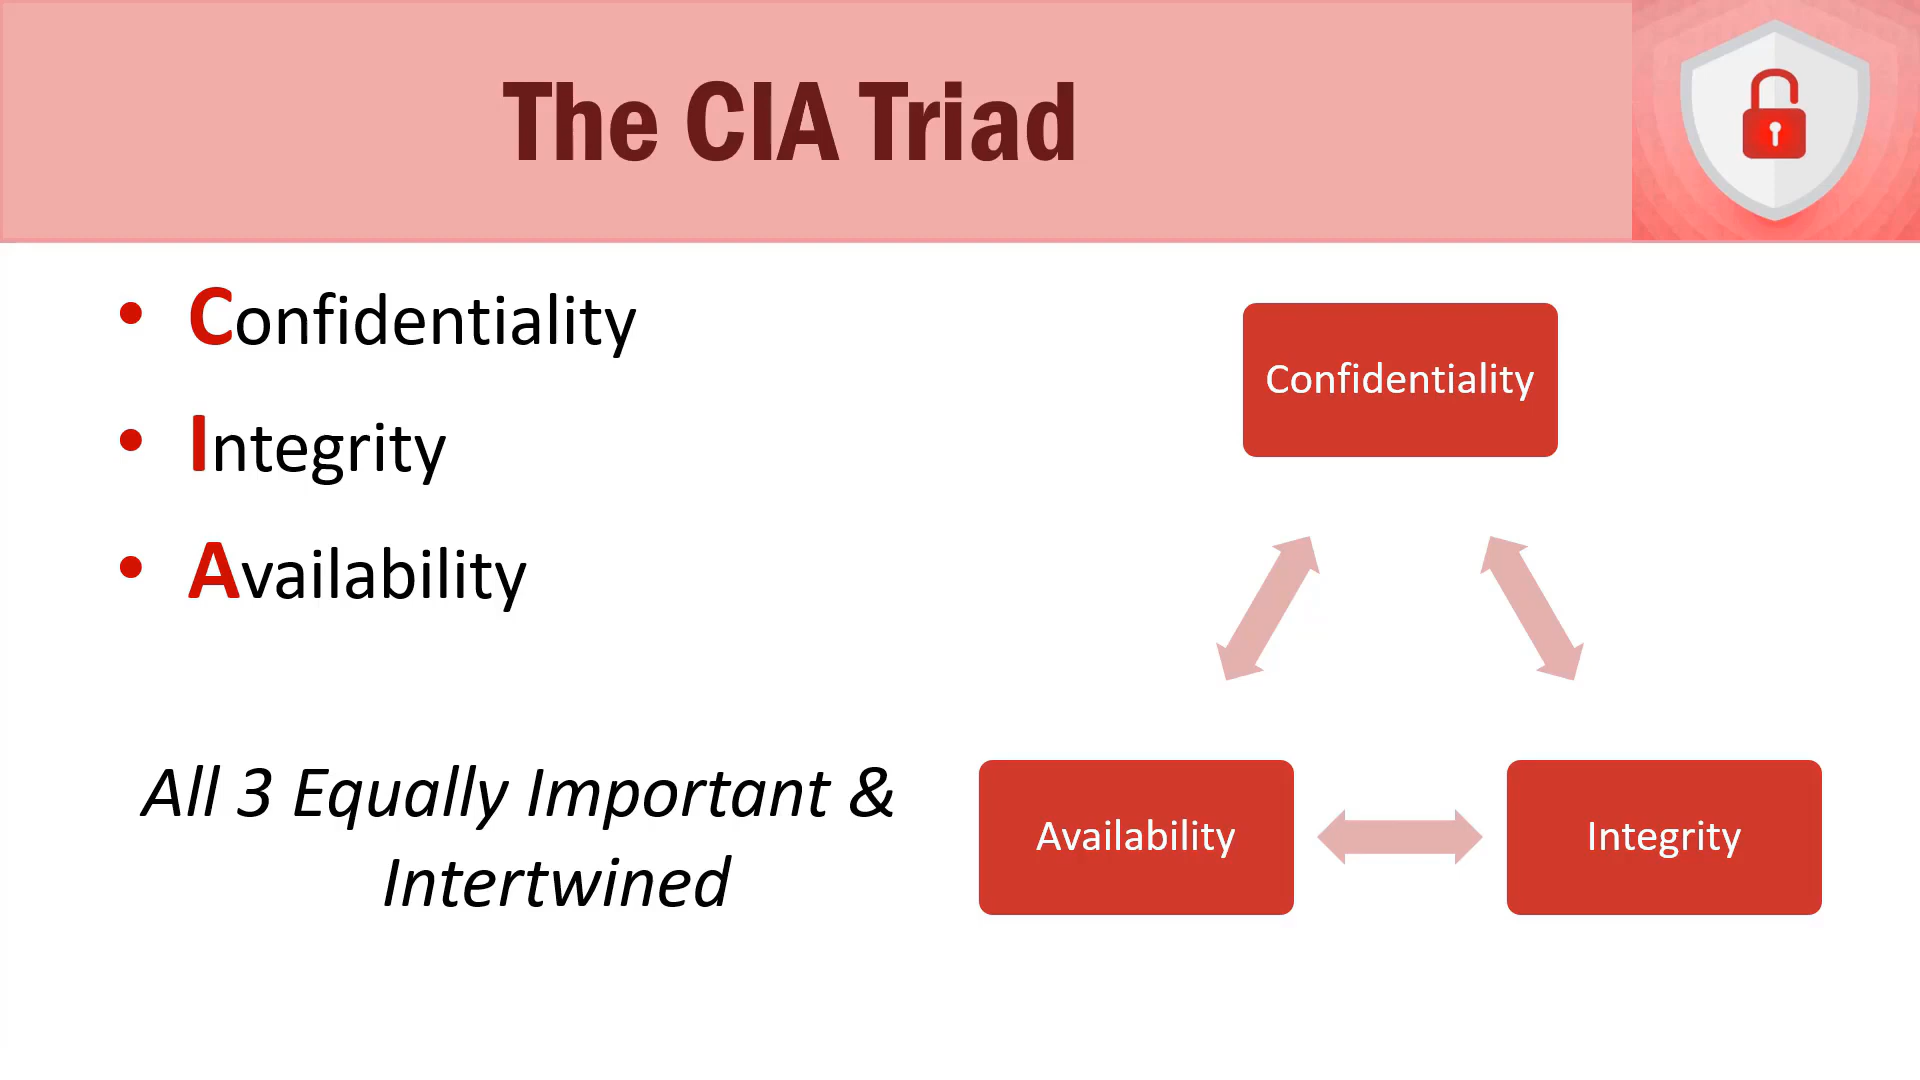 The CIA Triad
• Confidentiality
• Integrity
• Availability
All 3 Equally Important &
Intertwined
Confidentiality
Availability
Integrity